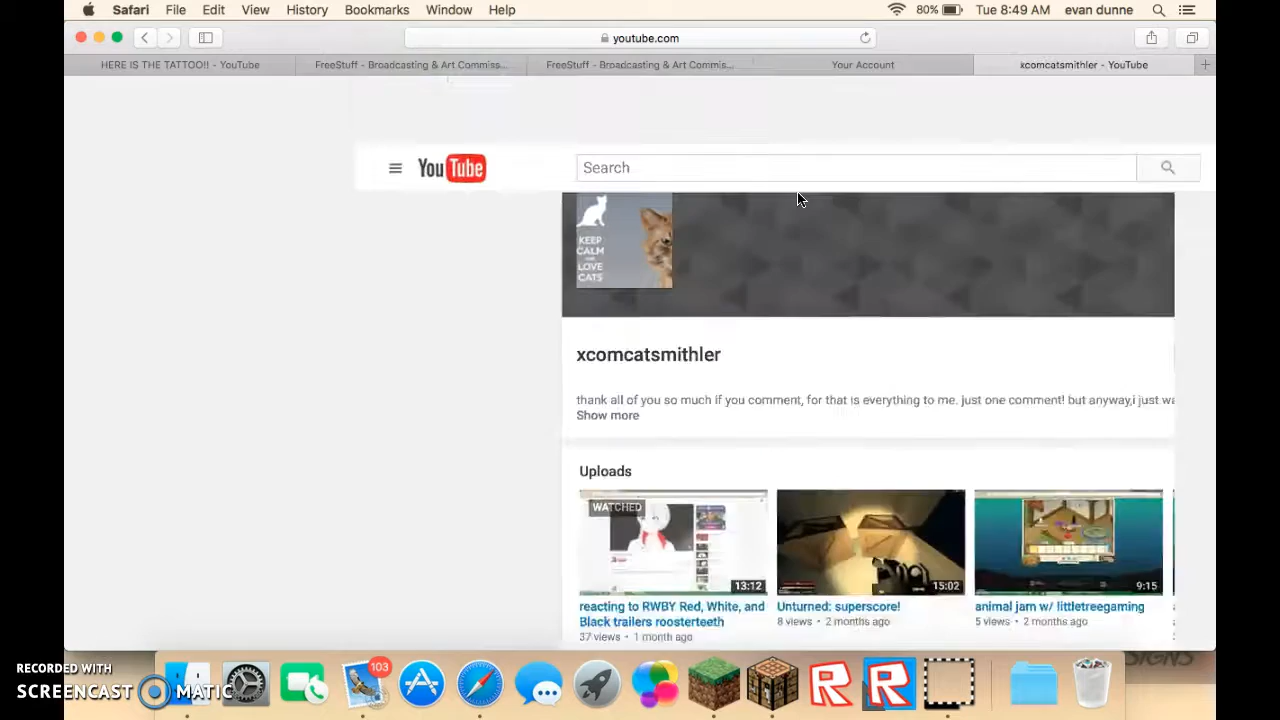 Safari File Edit View History Bookmarks Window Help 80% Tue 8:49 AM evan dunne
youtube.com
HERE IS THE TATTOO!! - YouTube FreeStuff - Broadcasting & Art Commiss... FreeStuff - Broadcasting & Art Commis... Your Account xcomcatsmithler - YouTube
YouTube Search
KEEP
CALM
LOVE
CATS
xcomcatsmithler
thank all of you so much if you comment, for that is everything to me. just one comment! but anyway,i just wa
Show more
Uploads
WATCHED
13:12 15:02 9:15
reacting to RWBY Red, White, and Unturned: superscore! animal jam w/ littletreegaming
Black trailers roosterteeth 8 views • 2 months ago 5 views • 2 months ago
37 views • 1 month ago
SIGNS
103
RECORDED WITH
SCREENCAST MATIC